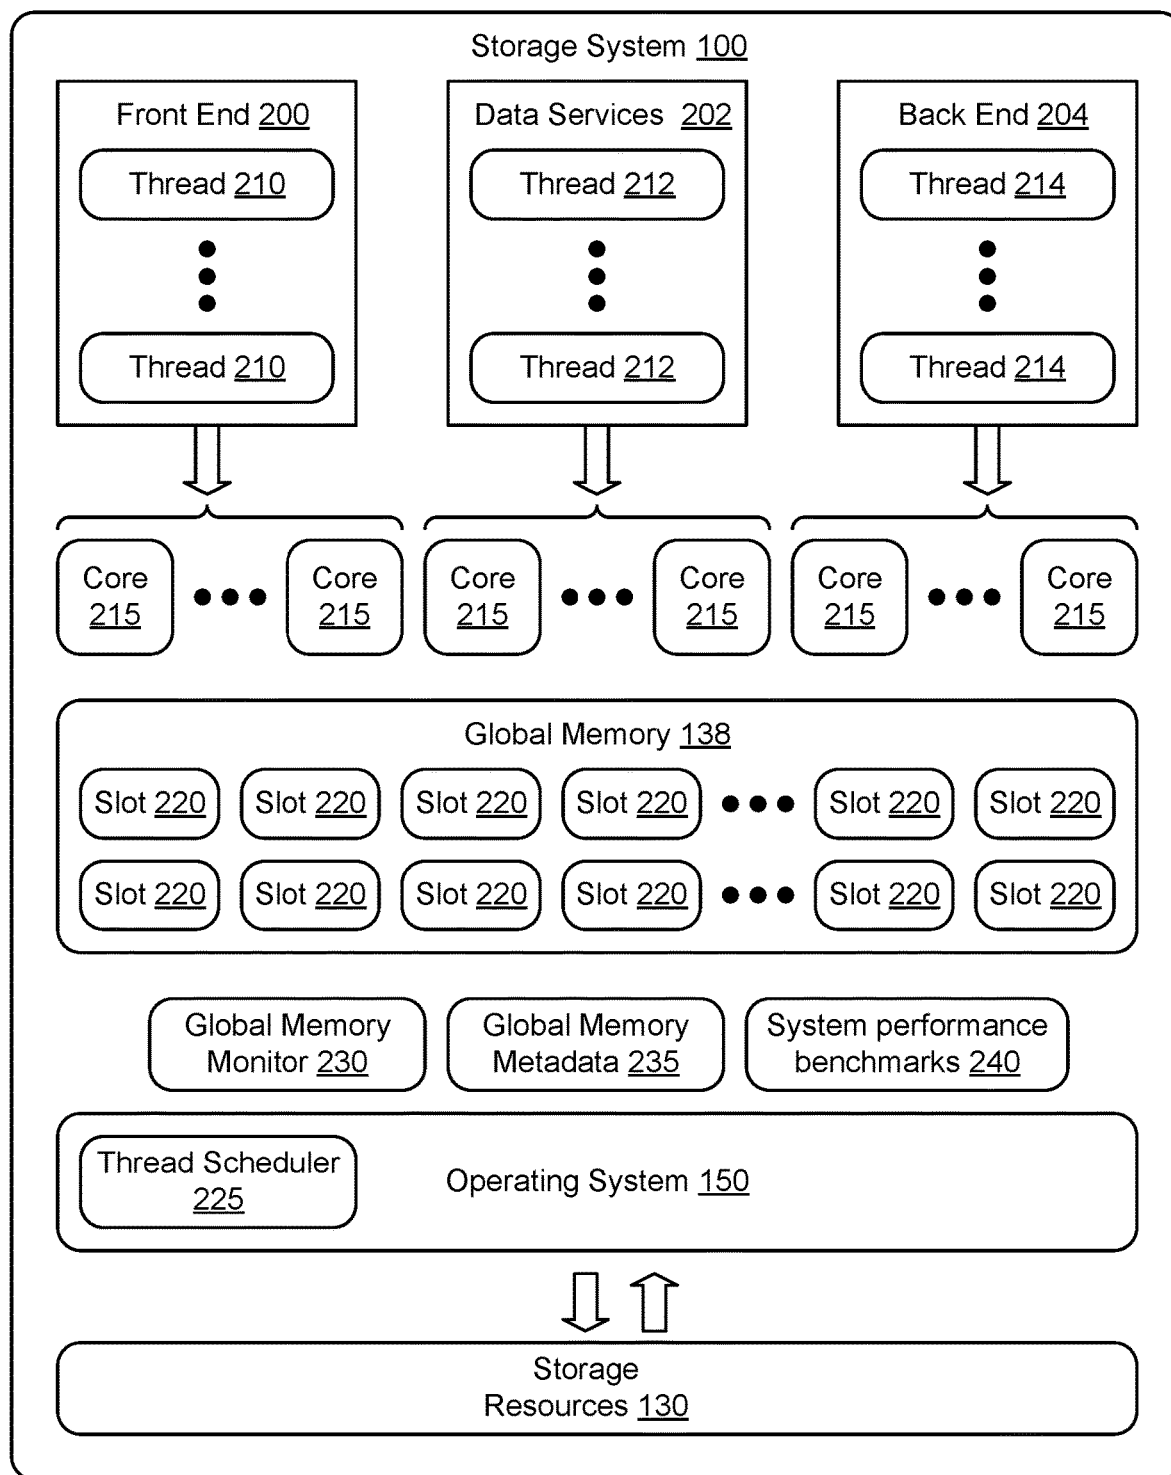 Storage System 100
Front End 200
Thread 210
Thread 210
Data Services 202
Thread 212
Thread 212
Back End 204
Thread 214
Thread 214
Core
215
Core
215
Core
215
Core
215
Core
215
Core
215
Global Memory 138
Slot 220
Slot 220
Slot 220
Slot 220
Slot 220
Slot 220
Slot 220
Slot 220
Slot 220
Slot 220
Slot 220
Slot 220
Global Memory
Monitor 230
Global Memory
Metadata 235
System performance
benchmarks 240
Thread Scheduler
225
Operating System 150
Storage
Resources 130